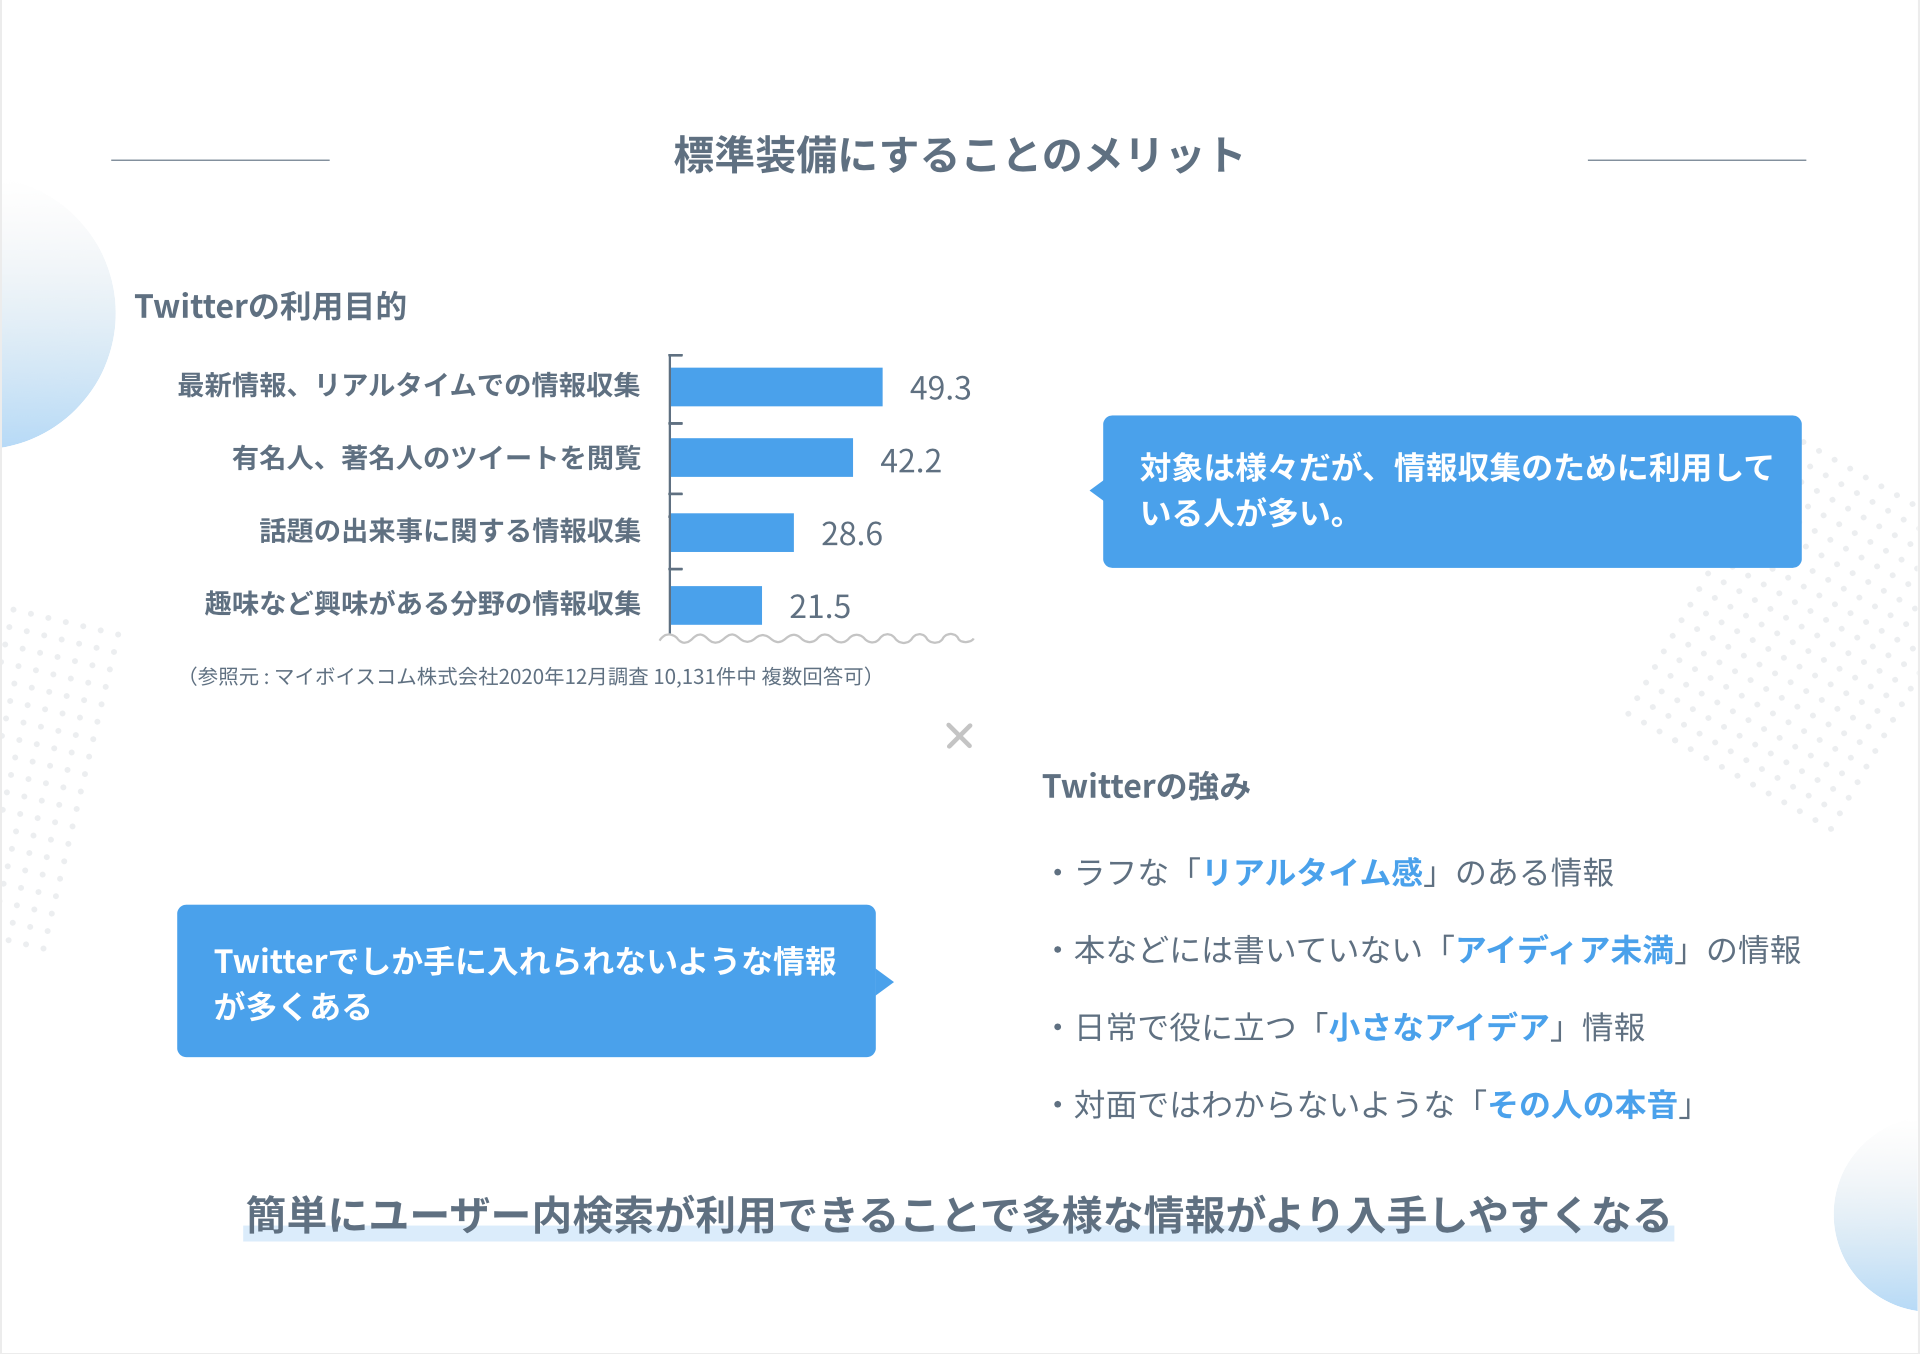 標準装備にすることのメリット
Twitterの利用目的
最新情報、リアルタイムでの情報収集 49.3
有名人、著名人のツイートを閲覧 42.2
話題の出来事に関する情報収集 28.6
趣味など興味がある分野の情報収集 21.5
（参照元 : マイボイスコム株式会社2020年12月調査 10,131件中 複数回答可）
対象は様々だが、情報収集のために利用して
いる人が多い。
×
Twitterの強み
・ラフな「リアルタイム感」のある情報
・本などには書いていない「アイディア未満」の情報
・日常で役に立つ「小さなアイデア」情報
・対面ではわからないような「その人の本音」
Twitterでしか手に入れられないような情報
が多くある
簡単にユーザー内検索が利用できることで多様な情報がより入手しやすくなる